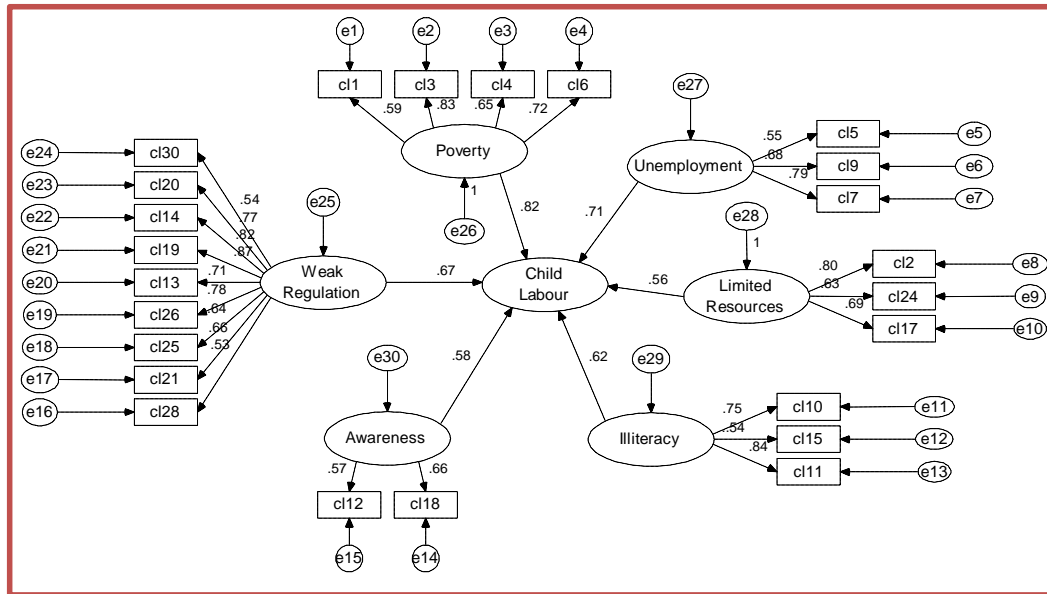 e1
e2
e3
e4
cl1
cl3
cl4
cl6
.59
.83
.65
.72
Poverty
1
e26
.82
e27
Unemployment
.55
.68
.79
cl5
cl9
cl7
e5
e6
e7
.71
e24
e23
e22
e21
e20
e19
e18
e17
e16
cl30
cl20
cl14
cl19
cl13
cl26
cl25
cl21
cl28
.54
.77
.82
.87
.71
.78
.64
.66
.53
e25
Weak
Regulation
.67
Child
Labour
e28
1
Limited
Resources
.56
.80
.63
.69
cl2
cl24
cl17
e8
e9
e10
e30
Awareness
.58
.57
.66
cl12
cl18
e15
e14
e29
Illiteracy
.62
.75
.54
.84
cl10
cl15
cl11
e11
e12
e13